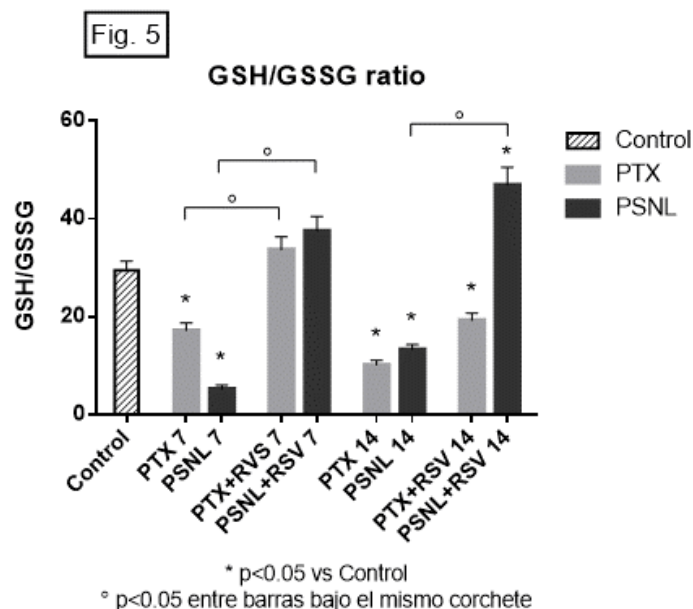 Fig. 5
GSH/GSSG ratio
60
40
20
0
GSH/GSSG
Control
PTX
PSNL
*
*
°
°
*
*
*
°
*
Control
PTX 7
PSNL 7
PTX+RVS 7
PSNL+RSV 7
PTX 14
PSNL 14
PTX+RSV 14
PSNL+RSV 14
* p<0.05 vs Control
° p<0.05 entre barras bajo el mismo corchete